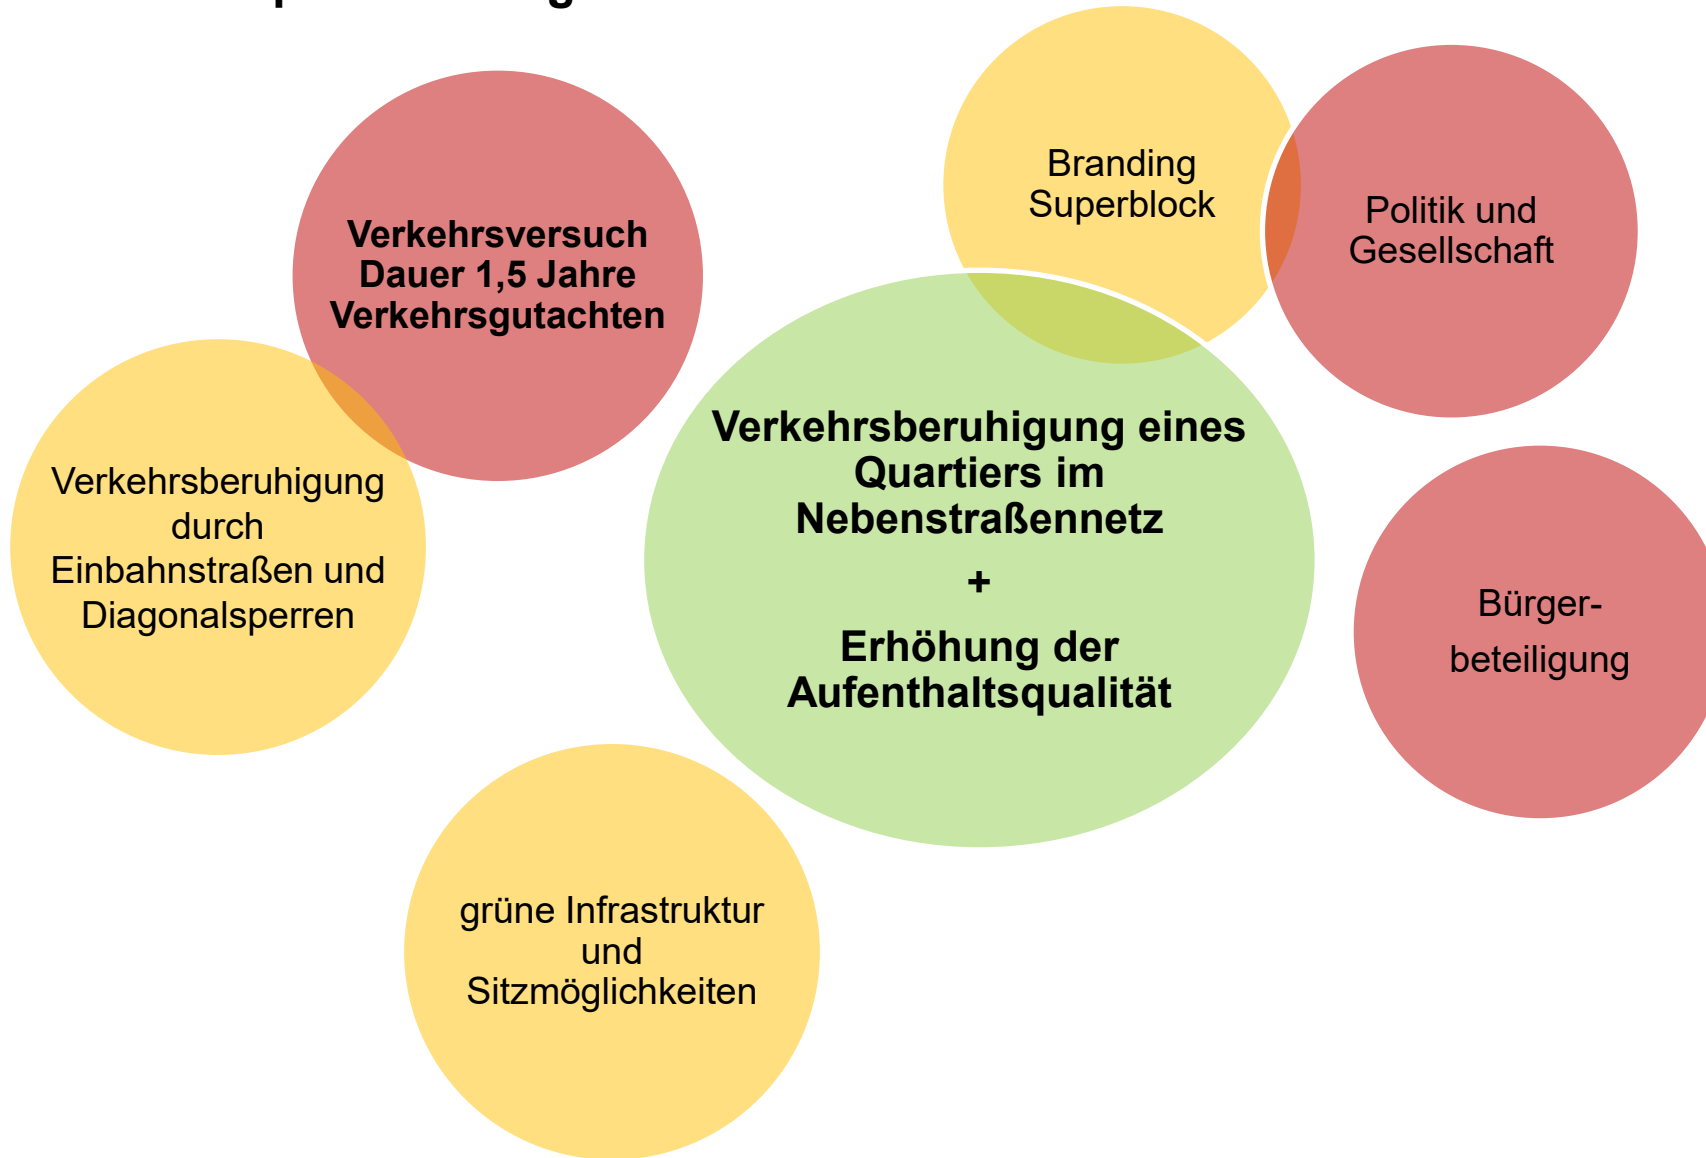 Branding
Superblock
Politik und
Gesellschaft
Verkehrsversuch
Dauer 1,5 Jahre
Verkehrsgutachten
Verkehrsberuhigung eines
Quartiers im
Nebenstraßennetz
+
Erhöhung der
Aufenthaltsqualität
Verkehrsberuhigung
durch
Einbahnstraßen und
Diagonalsperren
Bürger-
beteiligung
grüne Infrastruktur
und
Sitzmöglichkeiten